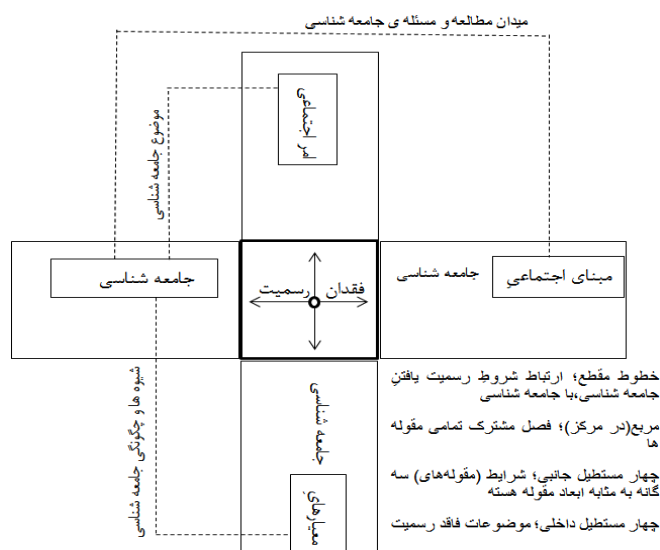 میدان مطالعه و مسئله ی جامعه شناسی
امر اجتماعی
موضوع جامعه شناسی
مبنای اجتماعیِ
جامعه شناسی
فقدان رسمیت
جامعه شناسی
شیوه ها و چگونگی جامعه شناسی
جامعه شناسی
معیارهایِ
خطوط مقطع؛ ارتباط شروطِ رسمیت یافتنِ
جامعه شناسی،با جامعه شناسی
مربع(در مرکز)؛ فصل مشترک تمامی مقوله
ها
چهار مستطیل جانبی؛ شرایط (مقوله‌های) سه
گانه به مثابه ابعاد مقوله هسته
چهار مستطیل داخلی؛ موضوعات فاقد رسمیت